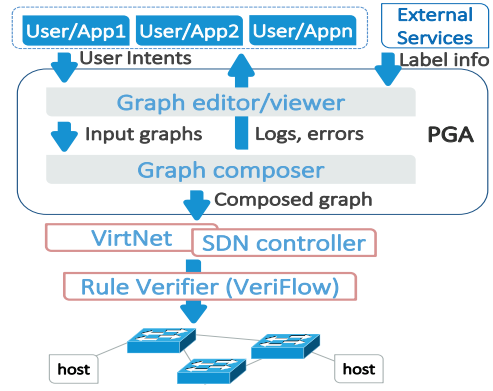 User/App1 User/App2 User/Appn
External
Services
User Intents
Label info
Graph editor/viewer
Input graphs
Logs, errors
PGA
Graph composer
Composed graph
VirtNet
SDN controller
Rule Verifier (VeriFlow)
host
host